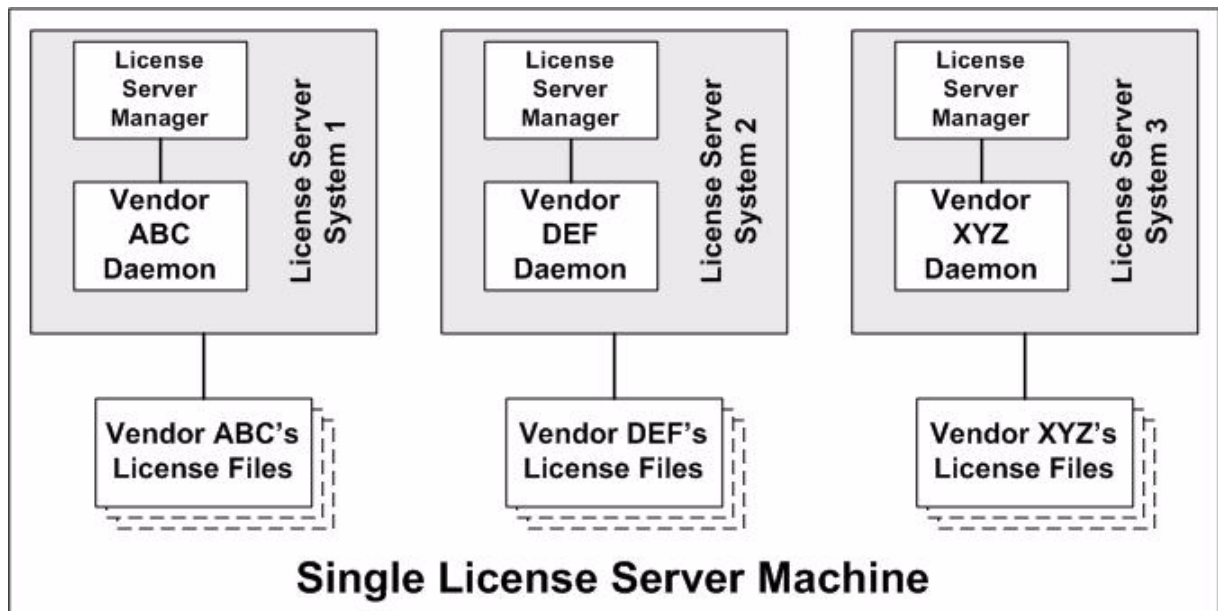 License
Server
Manager
Vendor
ABC
Daemon
License Server
System 1
Vendor ABC's
License Files
License
Server
Manager
Vendor
DEF
Daemon
License Server
System 2
Vendor DEF's
License Files
License
Server
Manager
Vendor
XYZ
Daemon
License Server
System 3
Vendor XYZ's
License Files
Single License Server Machine